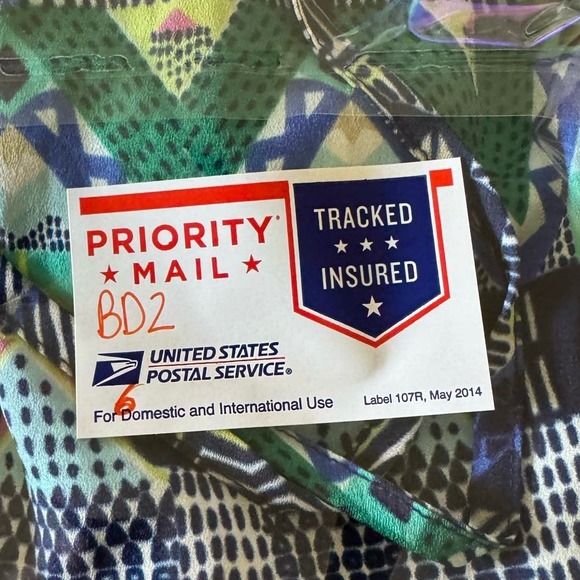 PRIORITY®
★ MAIL ★
TRACKED
★ ★ ★
INSURED
★
BD2
UNITED STATES
POSTAL SERVICE®
6
For Domestic and International Use
Label 107R, May 2014